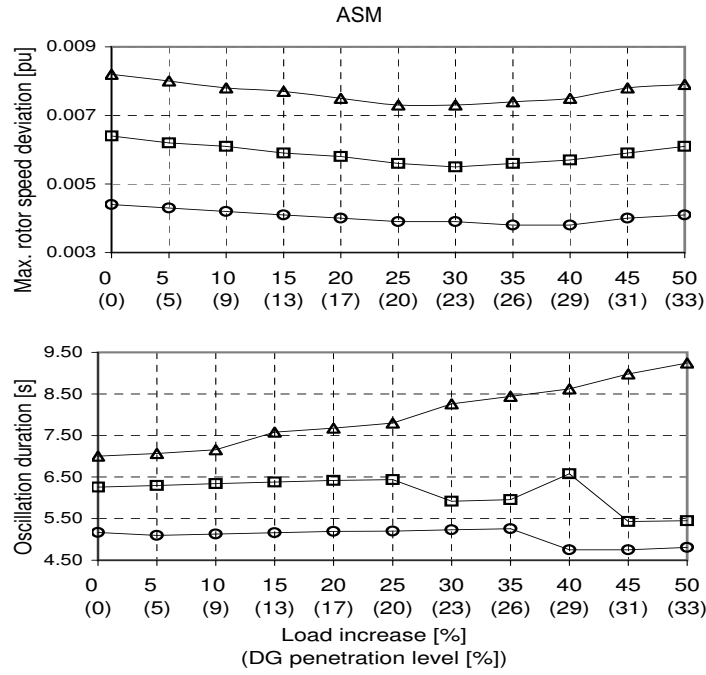 ASM
Max. rotor speed deviation [pu]
0.009
0.007
0.005
0.003
0 5 10 15 20 25 30 35 40 45 50
(0) (5) (9) (13) (17) (20) (23) (26) (29) (31) (33)
Oscillation duration [s]
9.50
8.50
7.50
6.50
5.50
4.50
0 5 10 15 20 25 30 35 40 45 50
(0) (5) (9) (13) (17) (20) (23) (26) (29) (31) (33)
Load increase [%]
(DG penetration level [%])